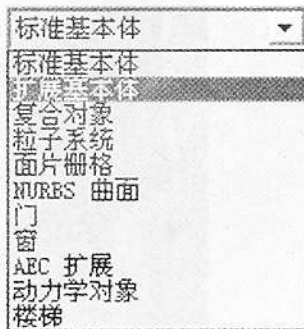 标准基本体
标准基本体
扩展基本体
复合对象
粒子系统
面片栅格
NURBS 曲面
门
窗
AEC 扩展
动力学对象
楼梯